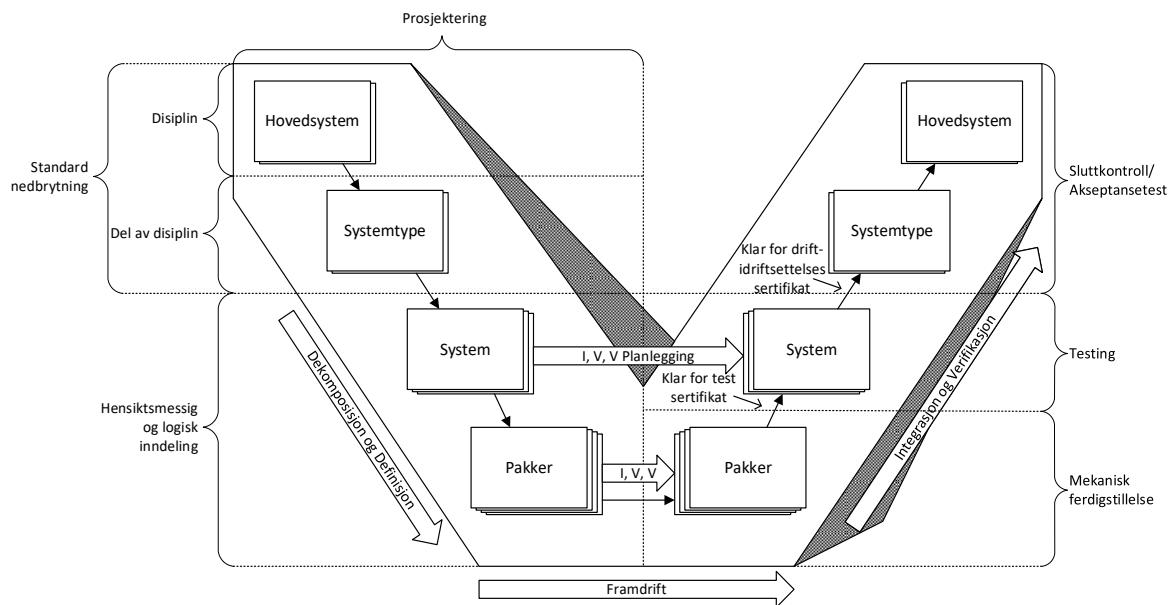 Prosjektering
Disiplin
Hovedsystem
Hovedsystem
Standard
nedbrytning
Sluttkontroll/
Akseptansetest
Del av disiplin
Systemtype
Systemtype
Klar for drift-
idriftsettelses
sertifikat
System
I, V, V Planlegging
System
Testing
Klar for test
sertifikat
Dekomposisjon og Definisjon
Integrasjon og Verifikasjon
Hensiktsmessig
og logisk
inndeling
Pakker
I, V, V
Pakker
Mekanisk
ferdigstillelse
Framdrift